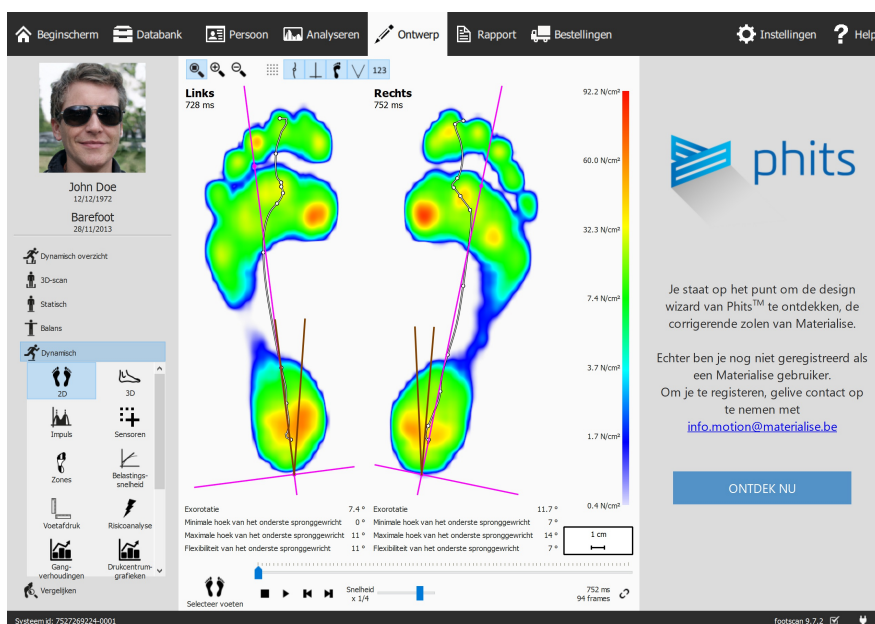 Beginscherm
Databank
Persoon
Analyseren
Ontwerp
Rapport
Bestellingen
Instellingen
Help
John Doe
12/12/1972
Barefoot
28/11/2013
Dynamisch overzicht
3D-scan
Statisch
Balans
Dynamisch
2D
3D
Impuls
Sensoren
Zones
Belastings-
snelheid
Voetafdruk
Risicoanalyse
Gang-
verhoudingen
Drukcentrum-
grafieken
Vergelijken
123
Links
728 ms
Rechts
752 ms
92.2 N/cm²
60.0 N/cm²
32.3 N/cm²
7.4 N/cm²
3.7 N/cm²
1.7 N/cm²
0.4 N/cm²
Exorotatie 7.4 °
Minimale hoek van het onderste spronggewricht 0 °
Maximale hoek van het onderste spronggewricht 11 °
Flexibiliteit van het onderste spronggewricht 11 °
Exorotatie 11.7 °
Minimale hoek van het onderste spronggewricht 7 °
Maximale hoek van het onderste spronggewricht 14 °
Flexibiliteit van het onderste spronggewricht 7 °
1 cm
Selecteer voeten
Snelheid
x 1/4
752 ms
94 frames
phits
Je staat op het punt om de design
wizard van Phits™ te ontdekken, de
corrigerende zolen van Materialise.
Echter ben je nog niet geregistreerd als
een Materialise gebruiker.
Om je te registeren, gelive contact op
te nemen met
info.motion@materialise.be
ONTDEK NU
Systeem id: 7527269224-0001
footscan 9.7.2